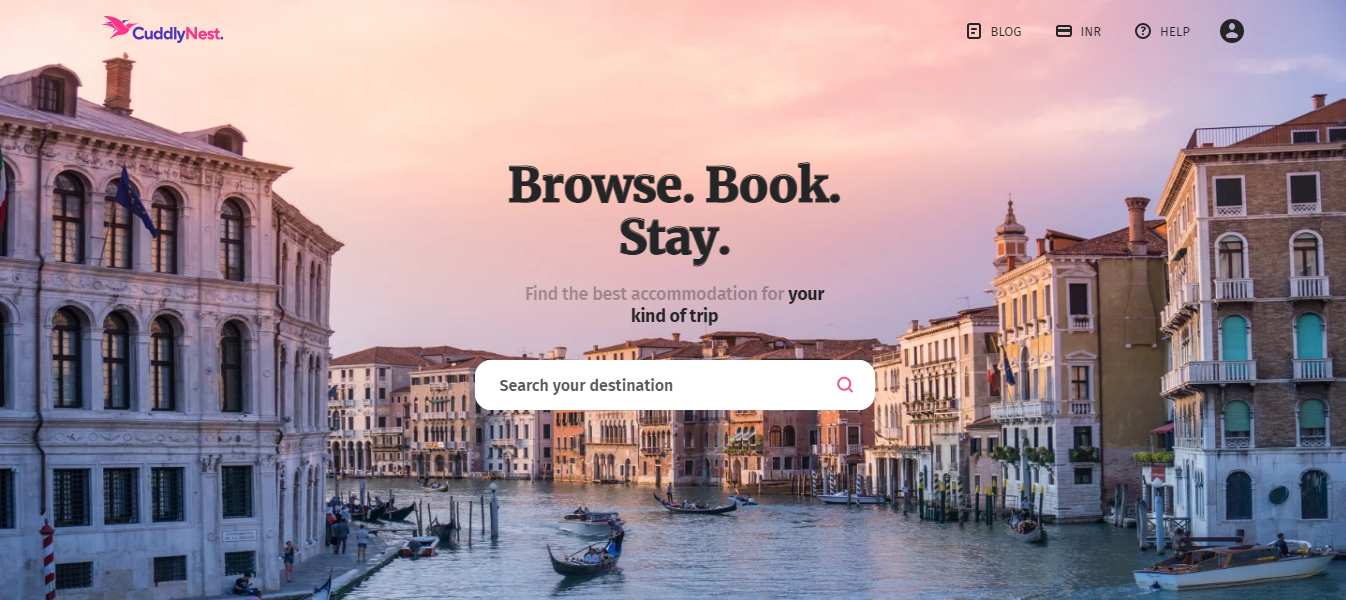 CuddlyNest.
BLOG
INR
HELP
Browse. Book.
Stay.
Find the best accommodation for your
kind of trip
Search your destination